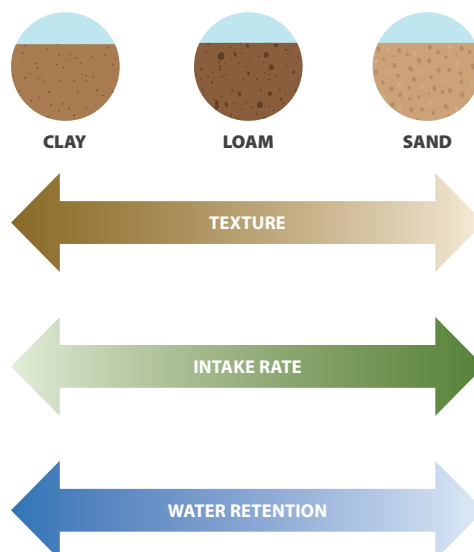 CLAY
LOAM
SAND
TEXTURE
INTAKE RATE
WATER RETENTION